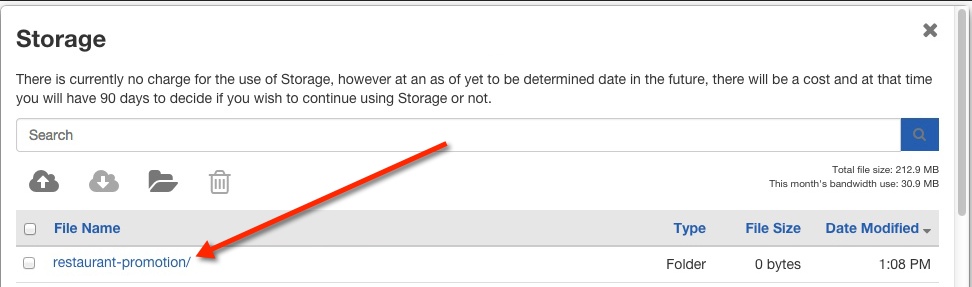 Storage
There is currently no charge for the use of Storage, however at an as of yet to be determined date in the future, there will be a cost and at that time
you will have 90 days to decide if you wish to continue using Storage or not.
Search
Total file size: 212.9 MB
This month's bandwidth use: 30.9 MB
File Name Type File Size Date Modified
restaurant-promotion/ Folder 0 bytes 1:08 PM